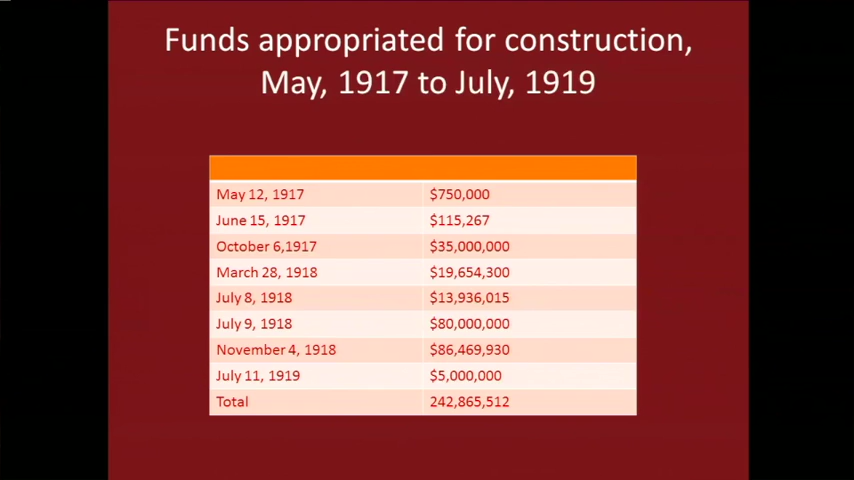 Funds appropriated for construction,
May, 1917 to July, 1919
May 12, 1917 $750,000
June 15, 1917 $115,267
October 6,1917 $35,000,000
March 28, 1918 $19,654,300
July 8, 1918 $13,936,015
July 9, 1918 $80,000,000
November 4, 1918 $86,469,930
July 11, 1919 $5,000,000
Total 242,865,512